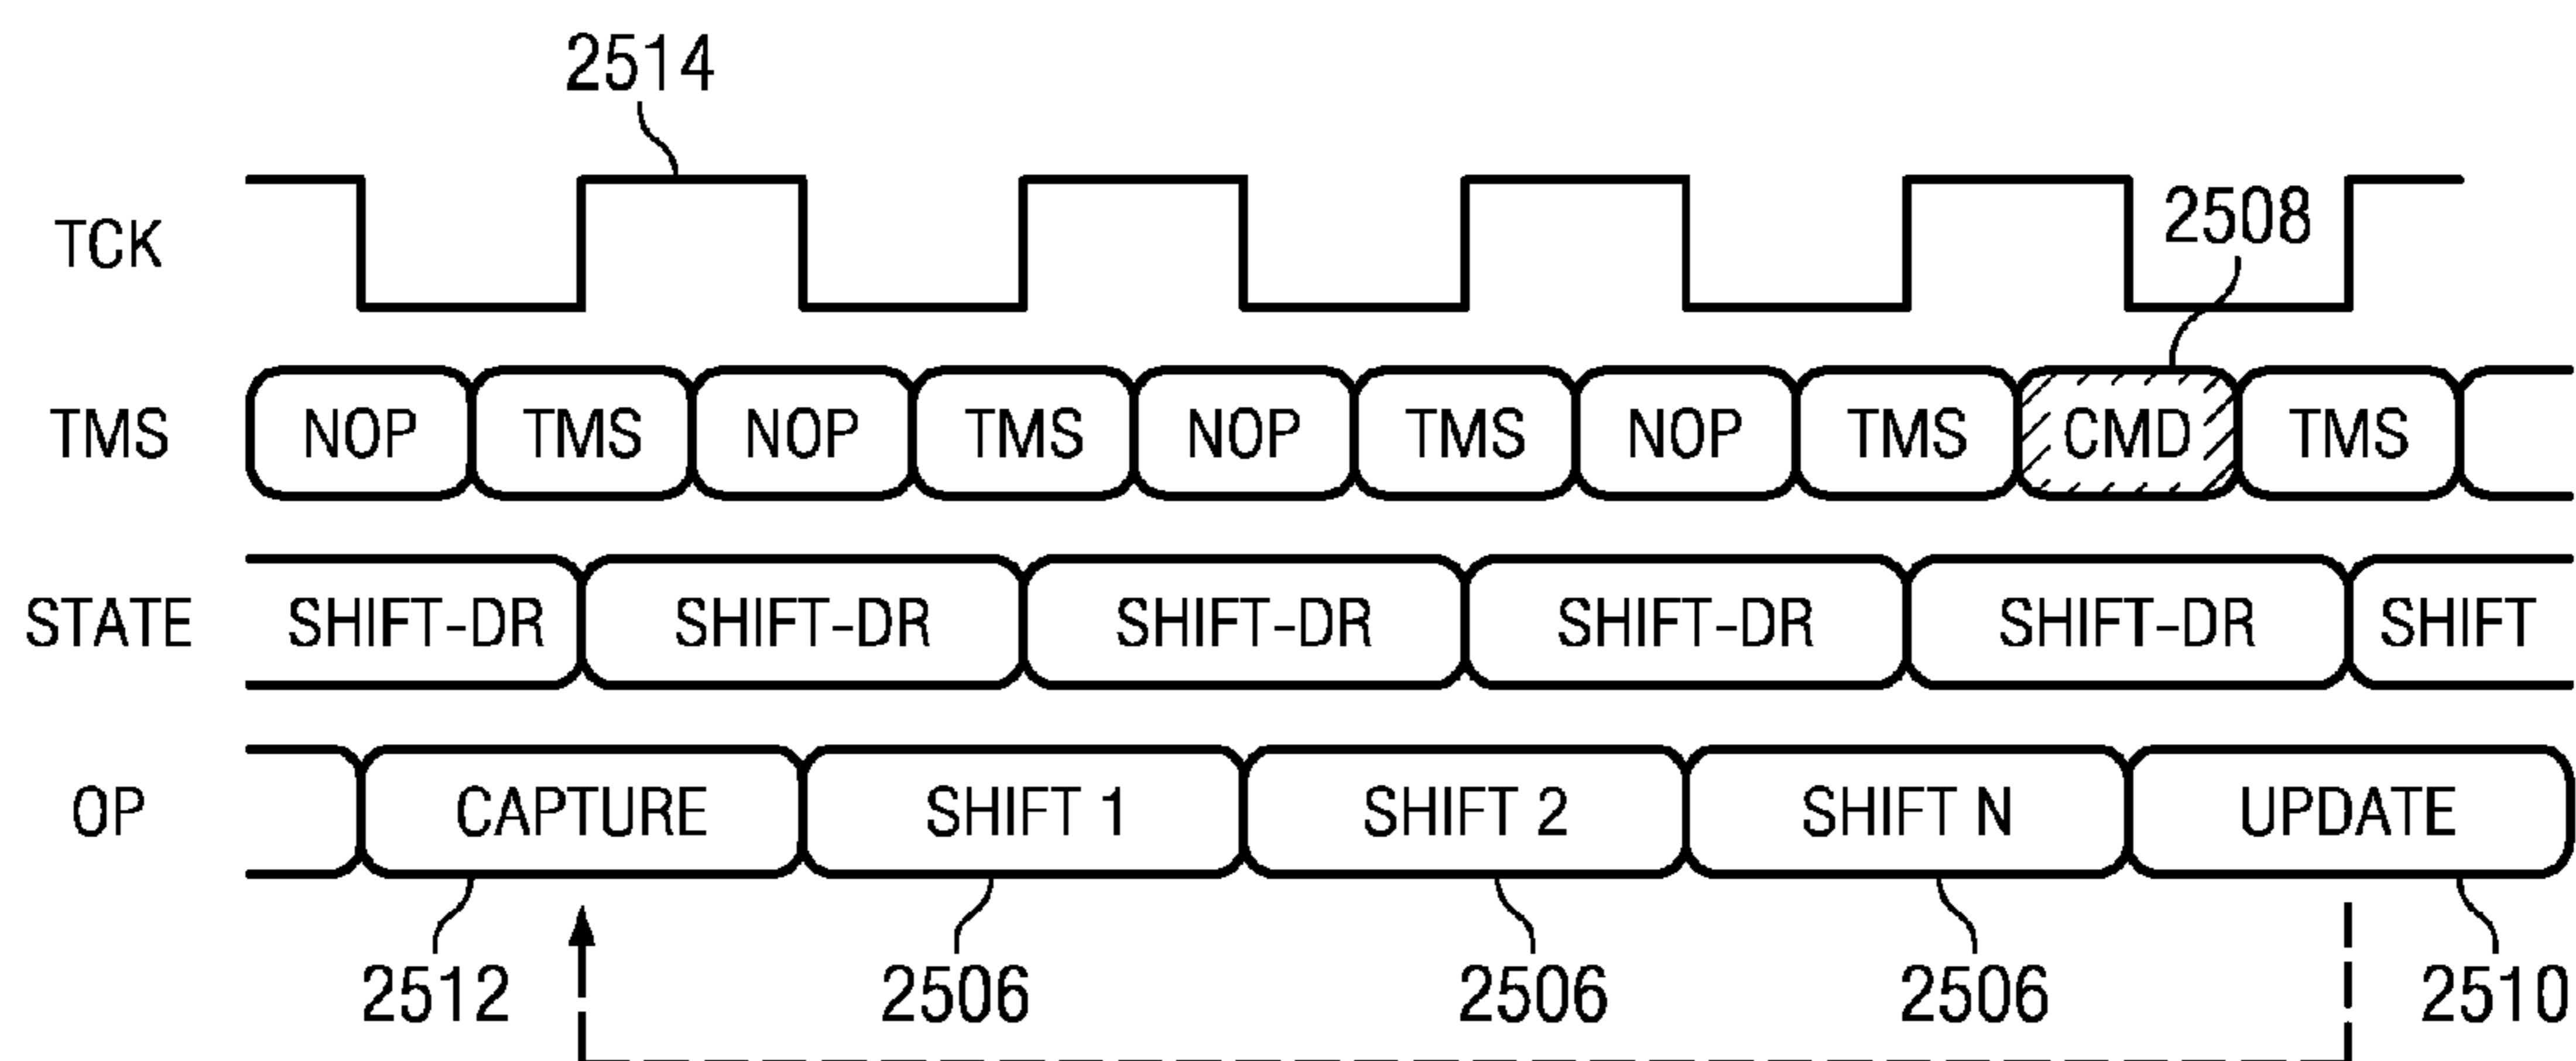 2514
TCK
2508
TMS NOP TMS NOP TMS NOP TMS NOP TMS CMD TMS
STATE SHIFT-DR SHIFT-DR SHIFT-DR SHIFT-DR SHIFT-DR SHIFT
OP CAPTURE SHIFT 1 SHIFT 2 SHIFT N UPDATE
2512 2506 2506 2506 2510